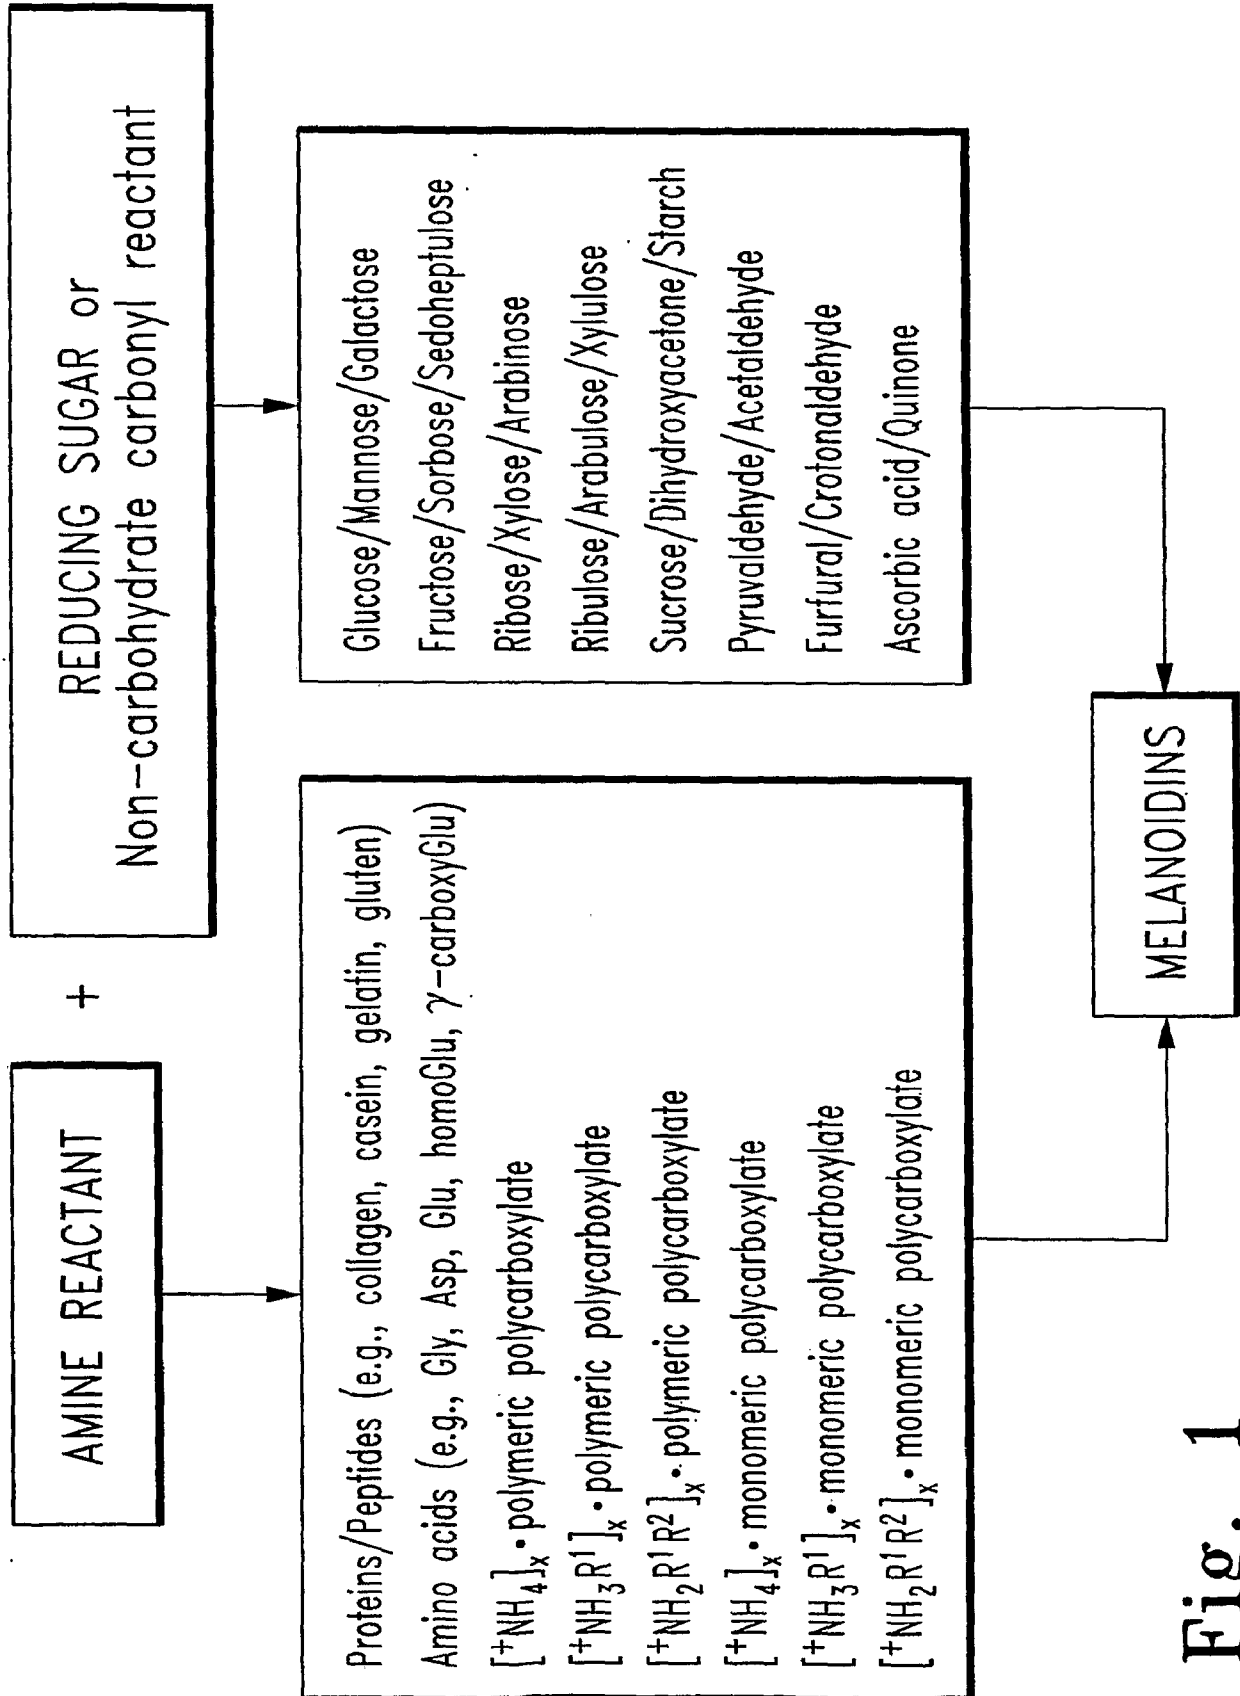 AMINE REACTANT
+
REDUCING SUGAR or
Non-carbohydrate carbonyl reactant
Proteins/Peptides (e.g., collagen, casein, gelatin, gluten)
Amino acids (e.g., Gly, Asp, Glu, homoGlu, γ-carboxyGlu)
[⁺NH₄]ₓ•polymeric polycarboxylate
[⁺NH₃R¹]ₓ•polymeric polycarboxylate
[⁺NH₂R¹R²]ₓ•polymeric polycarboxylate
[⁺NH₄]ₓ•monomeric polycarboxylate
[⁺NH₃R¹]ₓ•monomeric polycarboxylate
[⁺NH₂R¹R²]ₓ•monomeric polycarboxylate
Glucose/Mannose/Galactose
Fructose/Sorbose/Sedoheptulose
Ribose/Xylose/Arabinose
Ribulose/Arabulose/Xylulose
Sucrose/Dihydroxyacetone/Starch
Pyruvaldehyde/Acetaldehyde
Furfural/Crotonaldehyde
Ascorbic acid/Quinone
MELANOIDINS
Fig. 1